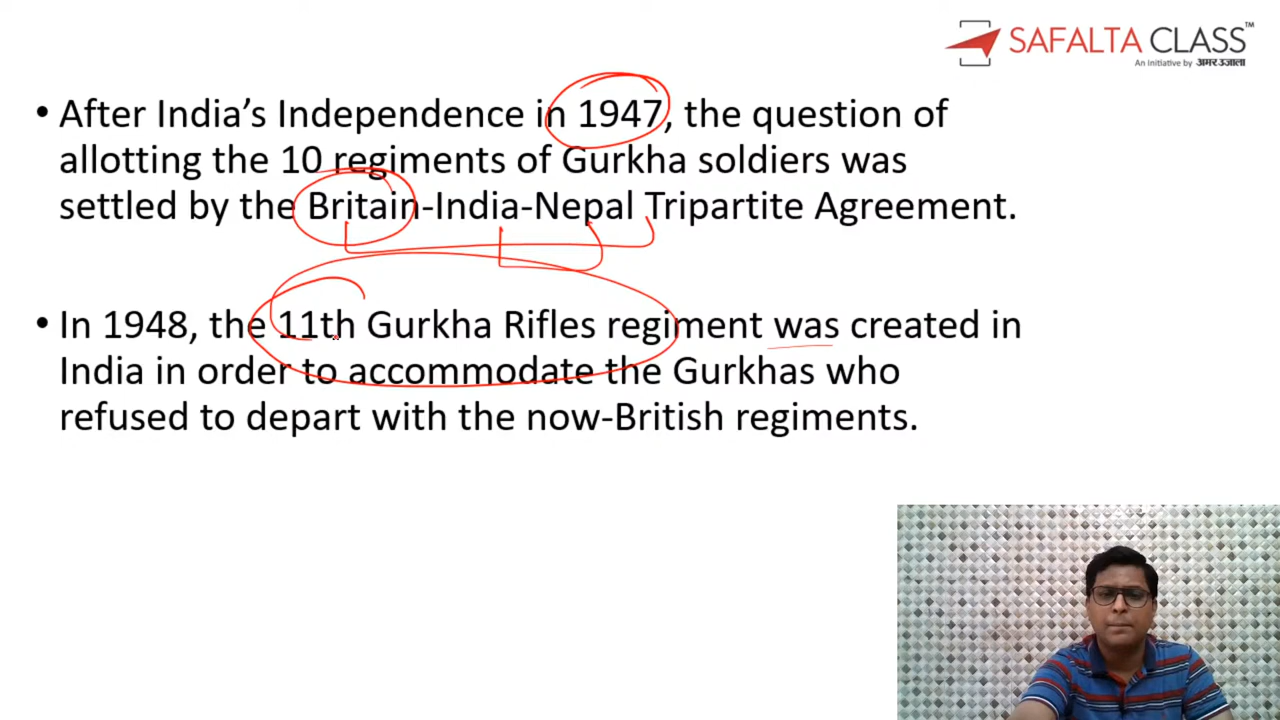 SAFALTA CLASS™
An Initiative by अमर उजाला
• After India’s Independence in 1947, the question of
allotting the 10 regiments of Gurkha soldiers was
settled by the Britain-India-Nepal Tripartite Agreement.
• In 1948, the 11th Gurkha Rifles regiment was created in
India in order to accommodate the Gurkhas who
refused to depart with the now-British regiments.